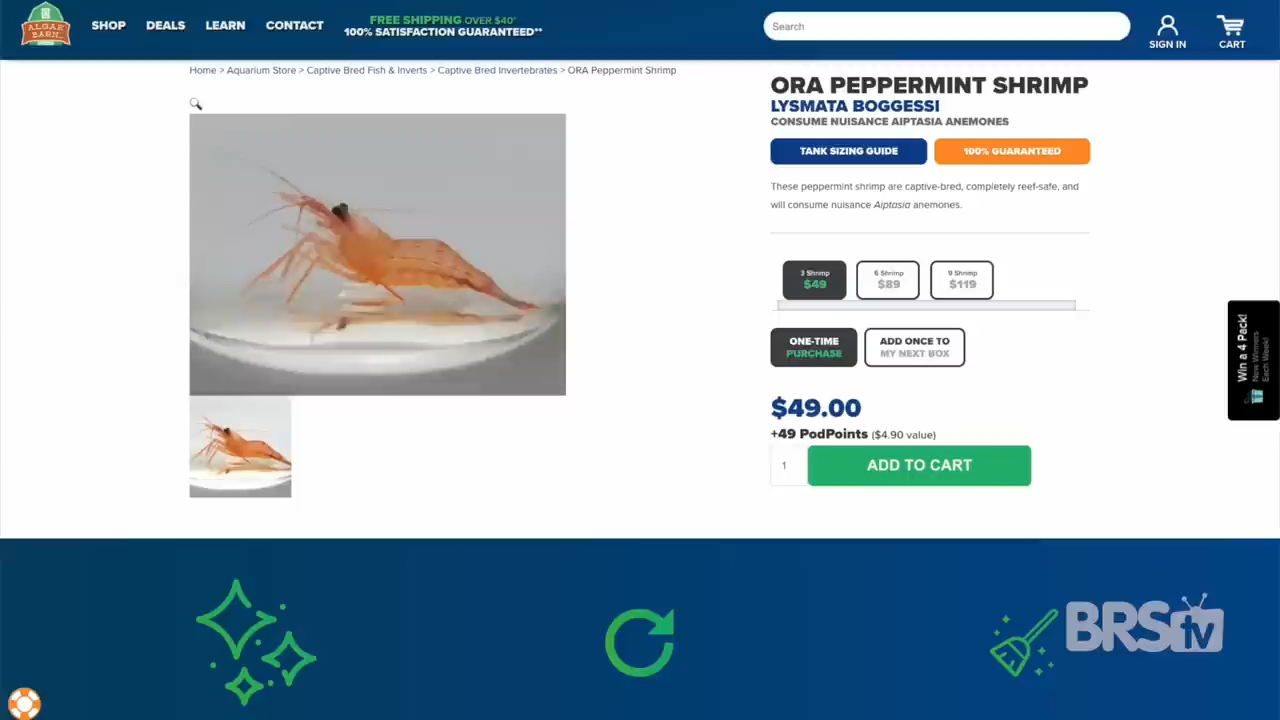 ALGAE
BARN
SHOP
DEALS
LEARN
CONTACT
FREE SHIPPING OVER $40*
100% SATISFACTION GUARANTEED**
Search
SIGN IN
CART
Home > Aquarium Store > Captive Bred Fish & Inverts > Captive Bred Invertebrates > ORA Peppermint Shrimp
ORA PEPPERMINT SHRIMP
LYSMATA BOGGESSI
CONSUME NUISANCE AIPTASIA ANEMONES
TANK SIZING GUIDE
100% GUARANTEED
These peppermint shrimp are captive-bred, completely reef-safe, and
will consume nuisance Aiptasia anemones.
3 Shrimp
$49
6 Shrimp
$89
9 Shrimp
$119
ONE-TIME
PURCHASE
ADD ONCE TO
MY NEXT BOX
$49.00
+49 PodPoints ($4.90 value)
1
ADD TO CART
Win a 4 Pack!
New Winners
Each Week!
BRStv